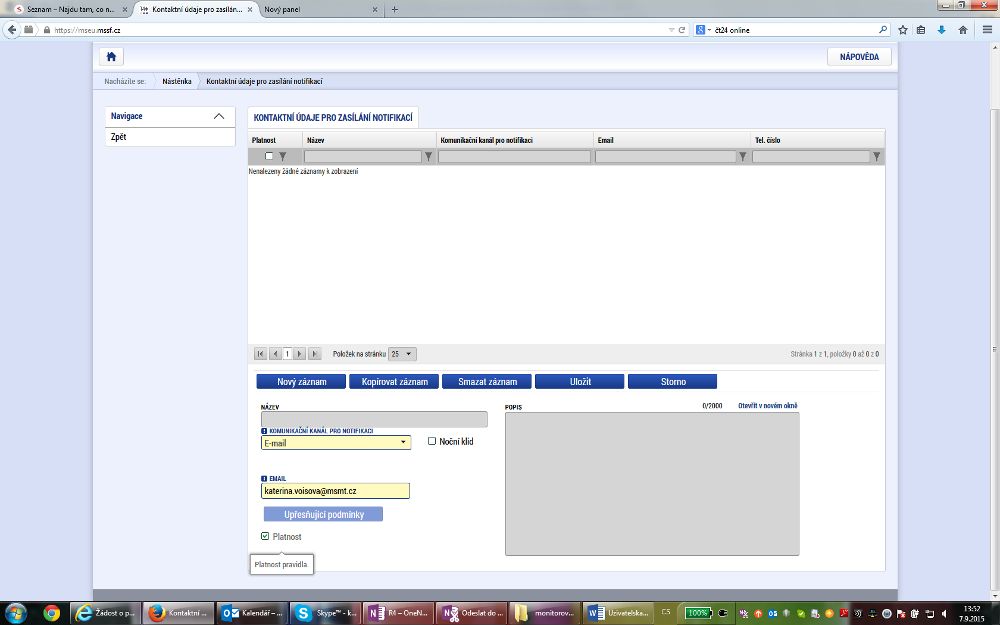 Seznam – Najdu tam, co n...
14+ Kontaktní údaje pro zasílán...
Nový panel
https://mseu.mssf.cz
čt24 online
NÁPOVĚDA
Nacházíte se: Nástěnka Kontaktní údaje pro zasílání notifikací
Navigace
Zpět
KONTAKTNÍ ÚDAJE PRO ZASÍLÁNÍ NOTIFIKACÍ
Platnost Název Komunikační kanál pro notifikaci Email Tel. číslo
Nenalezeny žádné záznamy k zobrazení
1 Položek na stránku 25 Stránka 1 z 1, položky 0 až 0 z 0
Nový záznam Kopírovat záznam Smazat záznam Uložit Storno
NÁZEV
POPIS 0/2000 Otevřít v novém okně
KOMUNIKAČNÍ KANÁL PRO NOTIFIKACI
E-mail
Noční klid
EMAIL
katerina.voisova@msmt.cz
Upřesňující podmínky
Platnost
Platnost pravidla.
Žádost o p... Kontaktní ... Kalendář – ... Skype™ - k... R4 – OneN... Odeslat do ... monitorov... Uzivatelska... CS 100% 13:52
7.9.2015